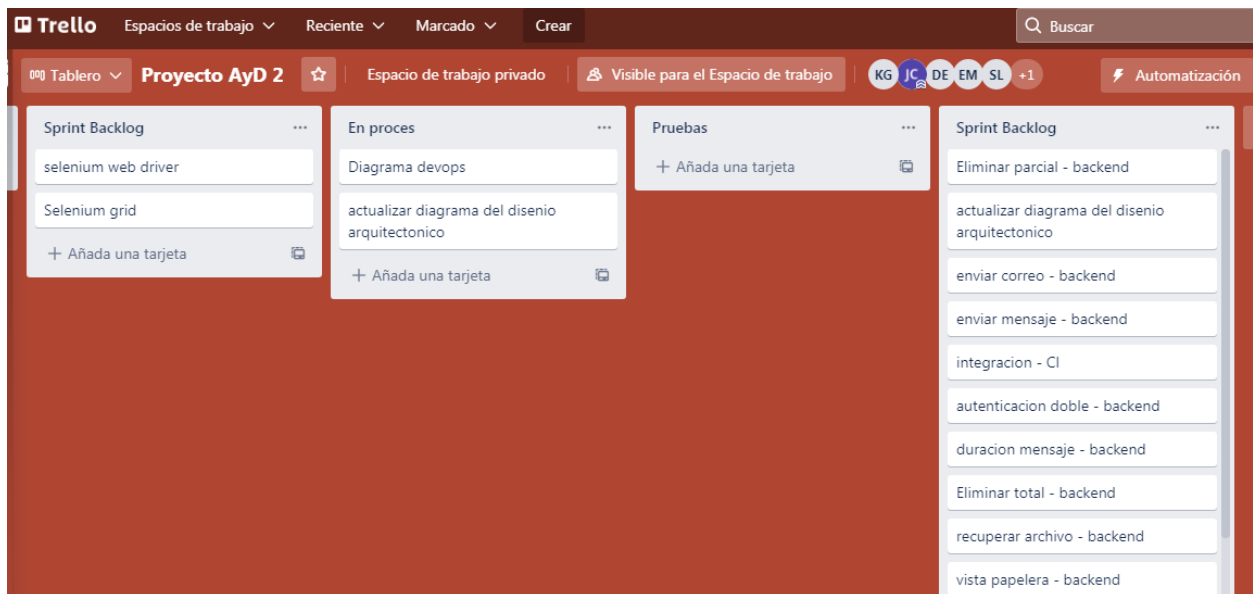 Trello
Espacios de trabajo
Reciente
Marcado
Crear
Buscar
Tablero
Proyecto AyD 2
Espacio de trabajo privado
Visible para el Espacio de trabajo
KG
JC
DE
EM
SL
+1
Automatización
Sprint Backlog
selenium web driver
Selenium grid
Añada una tarjeta
En proces
Diagrama devops
actualizar diagrama del disenio
arquitectonico
Añada una tarjeta
Pruebas
Añada una tarjeta
Sprint Backlog
Eliminar parcial - backend
actualizar diagrama del disenio
arquitectonico
enviar correo - backend
enviar mensaje - backend
integracion - CI
autenticacion doble - backend
duracion mensaje - backend
Eliminar total - backend
recuperar archivo - backend
vista papelera - backend